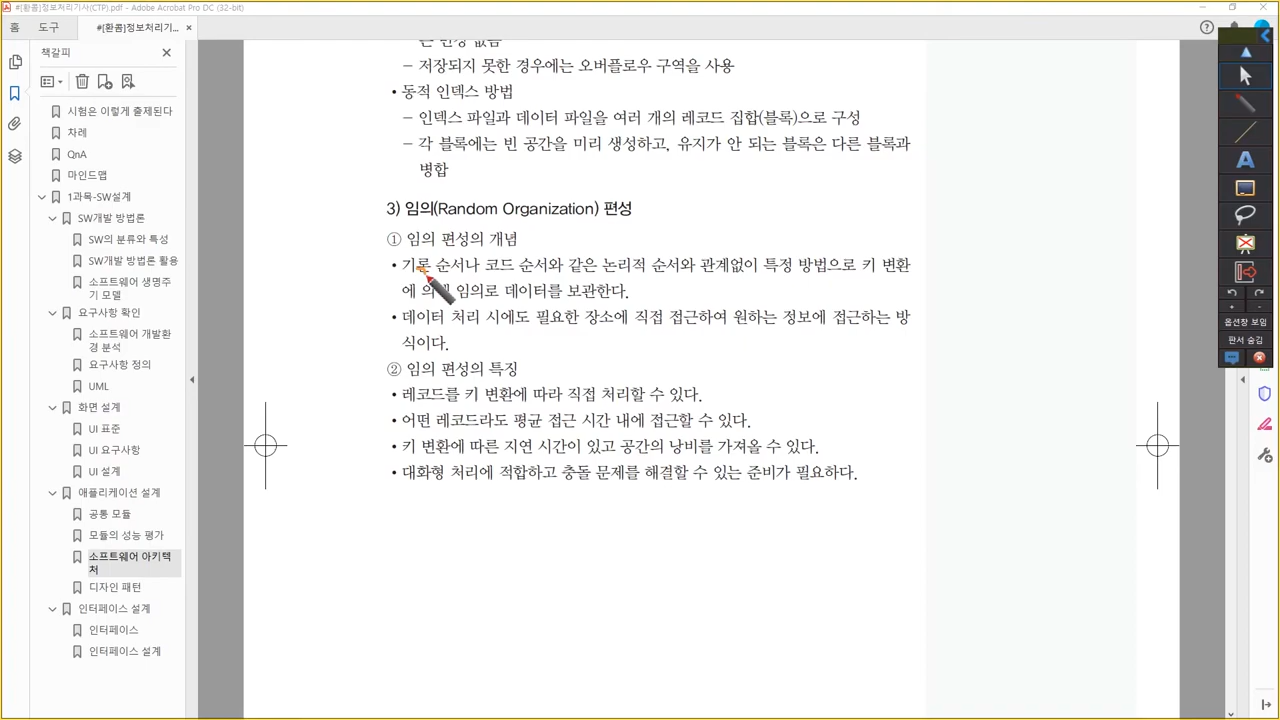 #[환콤]정보처리기사(CTP).pdf - Adobe Acrobat Pro DC (32-bit)
홈 도구 #[환콤]정보처리기... ×
책갈피
시험은 이렇게 출제된다
차례
QnA
마인드맵
1과목-SW설계
SW개발 방법론
SW의 분류와 특성
SW개발 방법론 활용
소프트웨어 생명주
기 모델
요구사항 확인
소프트웨어 개발환
경 분석
요구사항 정의
UML
화면 설계
UI 표준
UI 요구사항
UI 설계
애플리케이션 설계
공통 모듈
모듈의 성능 평가
소프트웨어 아키텍
처
디자인 패턴
인터페이스 설계
인터페이스
인터페이스 설계
– 저장되지 못한 경우에는 오버플로우 구역을 사용
• 동적 인덱스 방법
– 인덱스 파일과 데이터 파일을 여러 개의 레코드 집합(블록)으로 구성
– 각 블록에는 빈 공간을 미리 생성하고, 유지가 안 되는 블록은 다른 블록과
병합
3) 임의(Random Organization) 편성
① 임의 편성의 개념
• 기록 순서나 코드 순서와 같은 논리적 순서와 관계없이 특정 방법으로 키 변환
에 의해 임의로 데이터를 보관한다.
• 데이터 처리 시에도 필요한 장소에 직접 접근하여 원하는 정보에 접근하는 방
식이다.
② 임의 편성의 특징
• 레코드를 키 변환에 따라 직접 처리할 수 있다.
• 어떤 레코드라도 평균 접근 시간 내에 접근할 수 있다.
• 키 변환에 따른 지연 시간이 있고 공간의 낭비를 가져올 수 있다.
• 대화형 처리에 적합하고 충돌 문제를 해결할 수 있는 준비가 필요하다.
A
옵션창 보임
판서 숨김